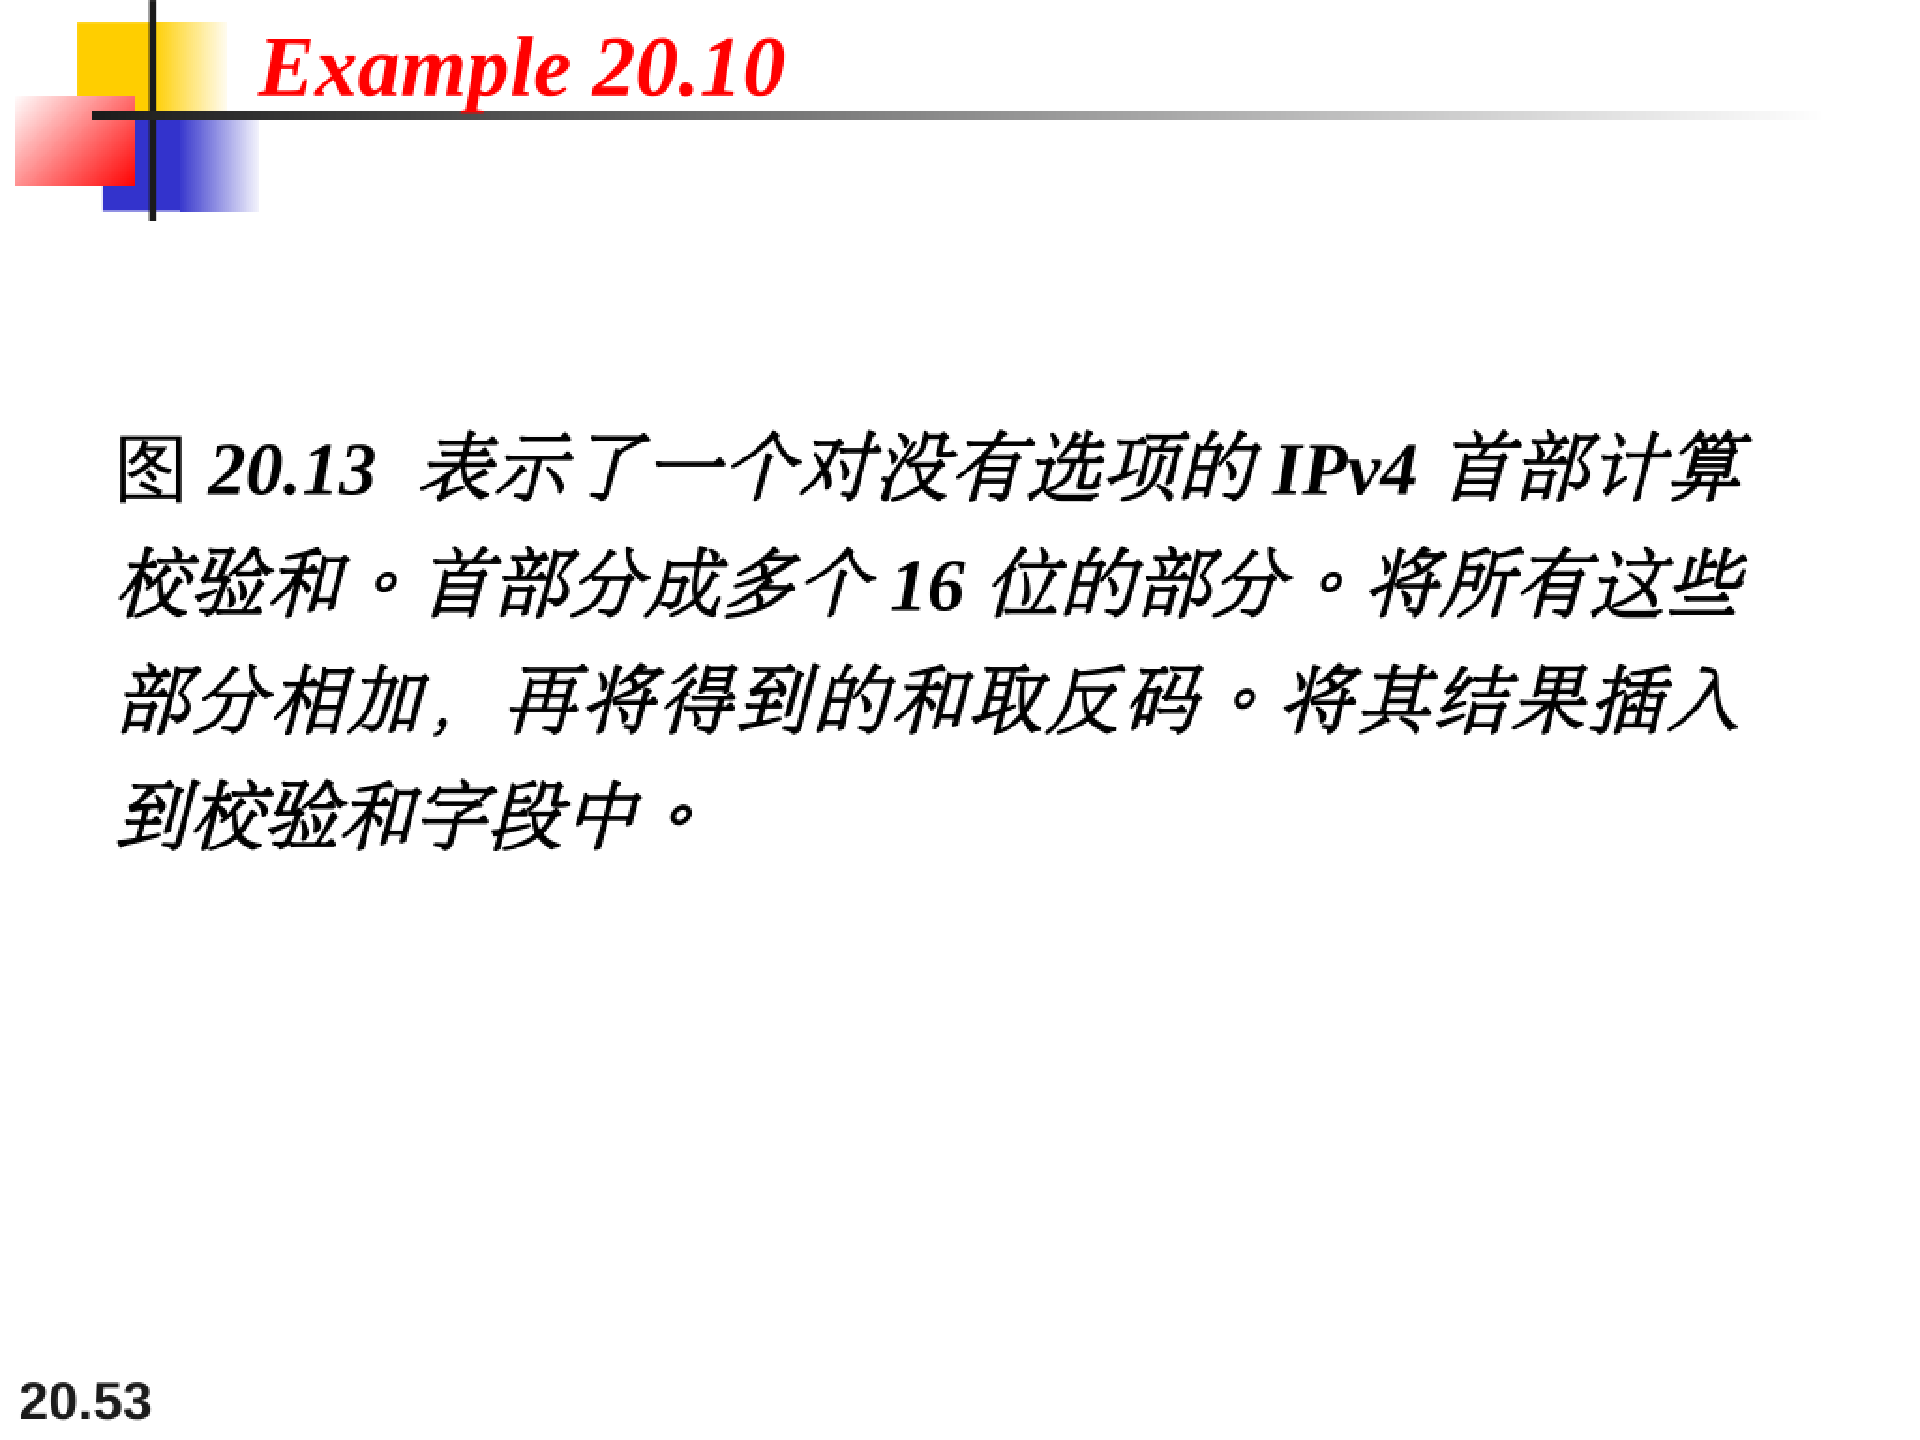 Example 20.10
图 20.13 表示了一个对没有选项的 IPv4 首部计算
校验和。首部分成多个 16 位的部分。将所有这些
部分相加，再将得到的和取反码。将其结果插入
到校验和字段中。
20.53